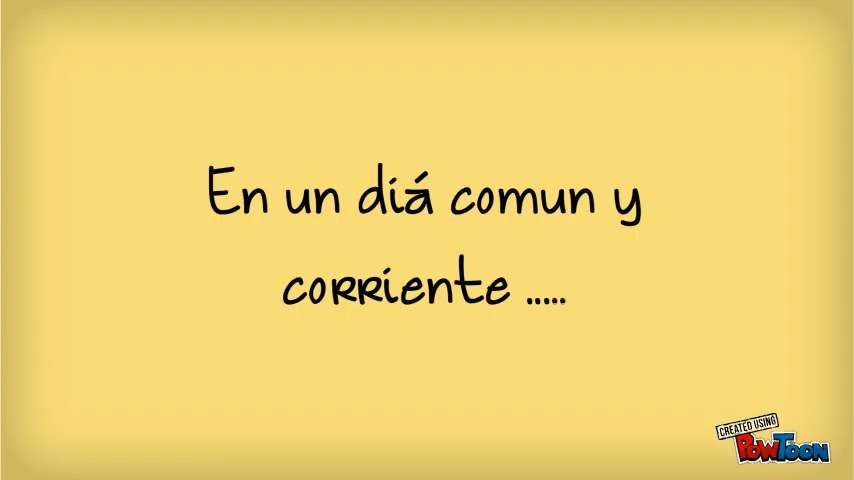 En un diá comun y
corriente .....
CREATED USING
POWTOON